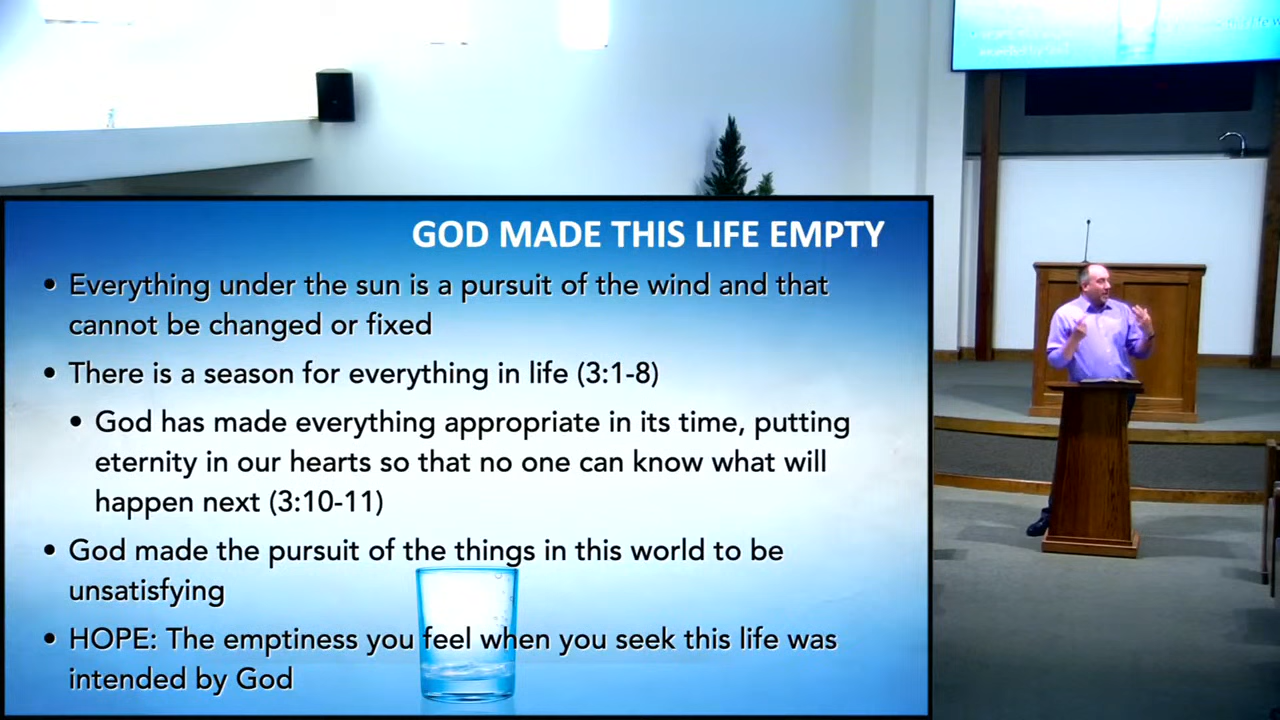 GOD MADE THIS LIFE EMPTY
• Everything under the sun is a pursuit of the wind and that
cannot be changed or fixed
• There is a season for everything in life (3:1-8)
• God has made everything appropriate in its time, putting
eternity in our hearts so that no one can know what will
happen next (3:10-11)
• God made the pursuit of the things in this world to be
unsatisfying
• HOPE: The emptiness you feel when you seek this life was
intended by God